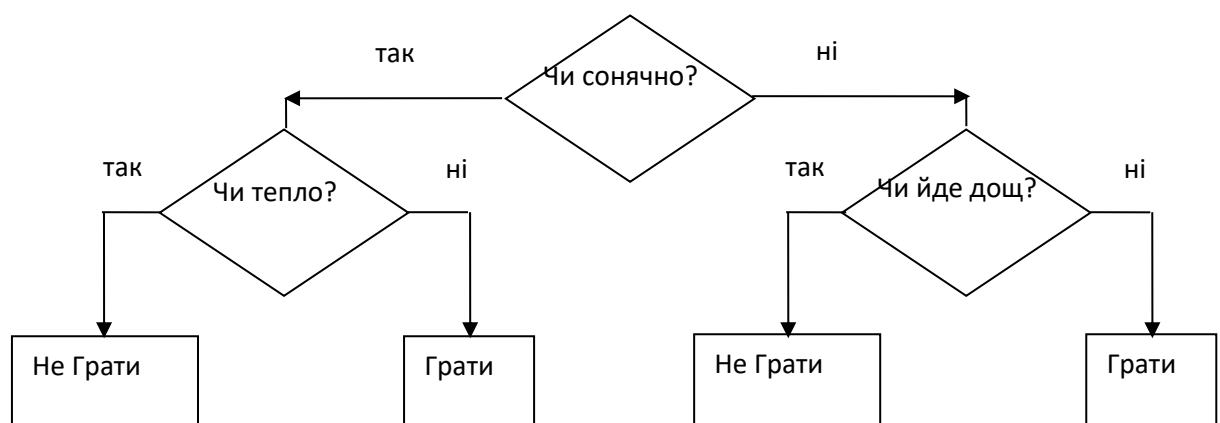 так
Чи сонячно?
ні
так
Чи тепло?
ні
так
Чи йде дощ?
ні
Не Грати
Грати
Не Грати
Грати